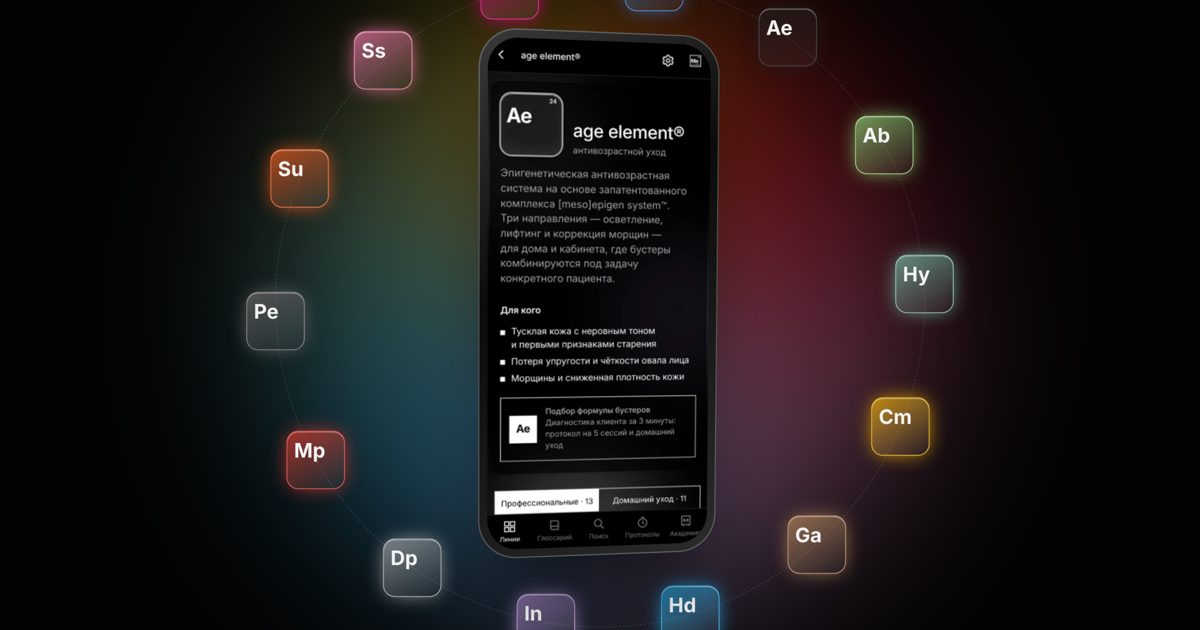 Ss
Su
Pe
Mp
Dp
In
Hd
Ga
Cm
Hy
Ab
Ae
age element®
Me
Ae
24
age element®
антивозрастной уход
Эпигенетическая антивозрастная
система на основе запатентованного
комплекса [meso]epigen system™.
Три направления — осветление,
лифтинг и коррекция морщин —
для дома и кабинета, где бустеры
комбинируются под задачу
конкретного пациента.
Для кого
Тусклая кожа с неровным тоном
и первыми признаками старения
Потеря упругости и чёткости овала лица
Морщины и сниженная плотность кожи
Ae
Подбор формулы бустеров
Диагностика клиента за 3 минуты:
протокол на 5 сессий и домашний
уход
Профессиональные · 13
Домашний уход · 11
Линии
Глоссарий
Поиск
Протоколы
Академия